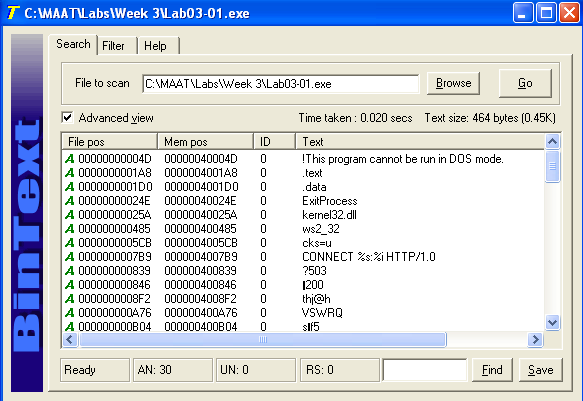 C:\MAAT\Labs\Week 3\Lab03-01.exe
Search Filter Help
File to scan C:\MAAT\Labs\Week 3\Lab03-01.exe Browse Go
Advanced view Time taken : 0.020 secs Text size: 464 bytes (0.45K)
File pos Mem pos ID Text
A 00000000004D 00000040004D 0 !This program cannot be run in DOS mode.
A 0000000001A8 0000004001A8 0 .text
A 0000000001D0 0000004001D0 0 .data
A 00000000024E 00000040024E 0 ExitProcess
A 00000000025A 00000040025A 0 kernel32.dll
A 000000000485 000000400485 0 ws2_32
A 0000000005CB 0000004005CB 0 cks=u
A 0000000007B9 0000004007B9 0 CONNECT %s:%i HTTP/1.0
A 000000000839 000000400839 0 ?503
A 000000000846 000000400846 0 200
A 0000000008F2 0000004008F2 0 thj@h
A 000000000A76 000000400A76 0 VSWRQ
A 000000000B04 000000400B04 0
BinText
Ready AN: 30 UN: 0 RS: 0 Find Save